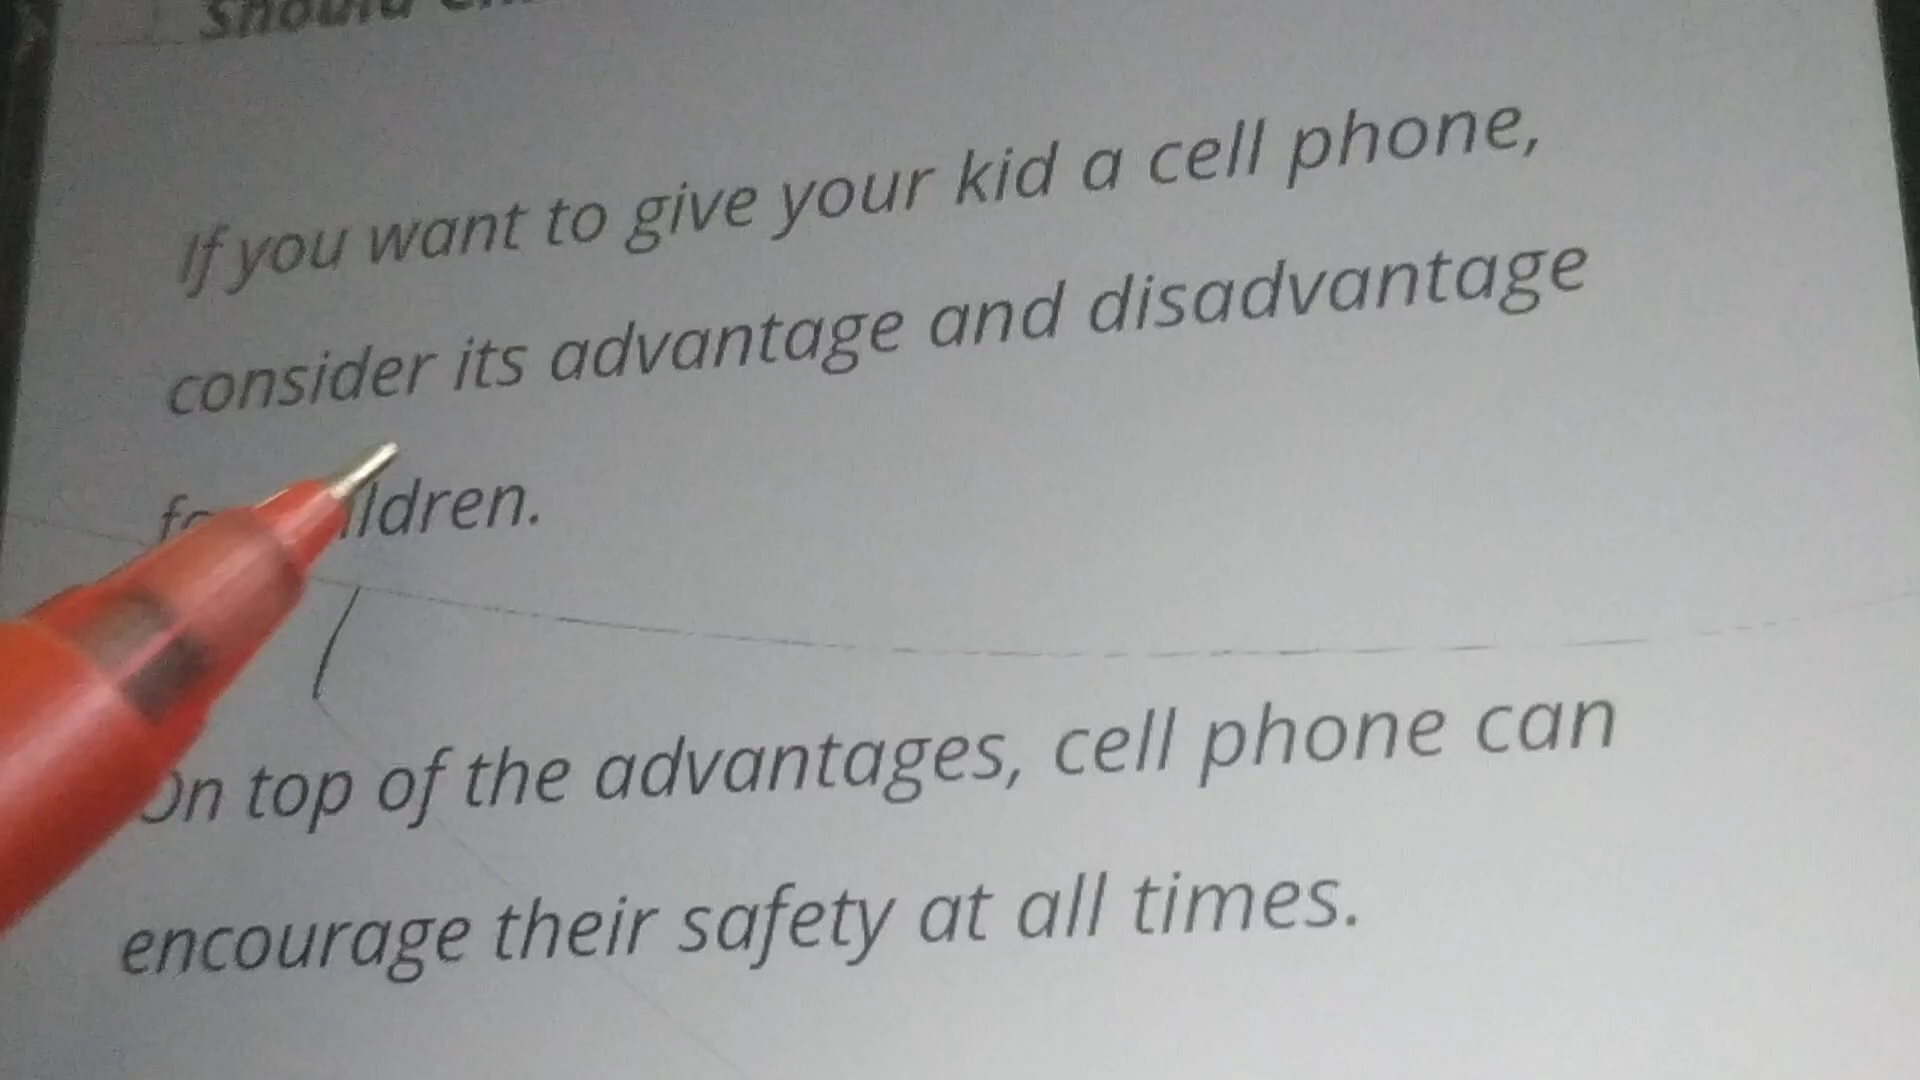 If you want to give your kid a cell phone,
consider its advantage and disadvantage
ildren.
On top of the advantages, cell phone can
encourage their safety at all times.